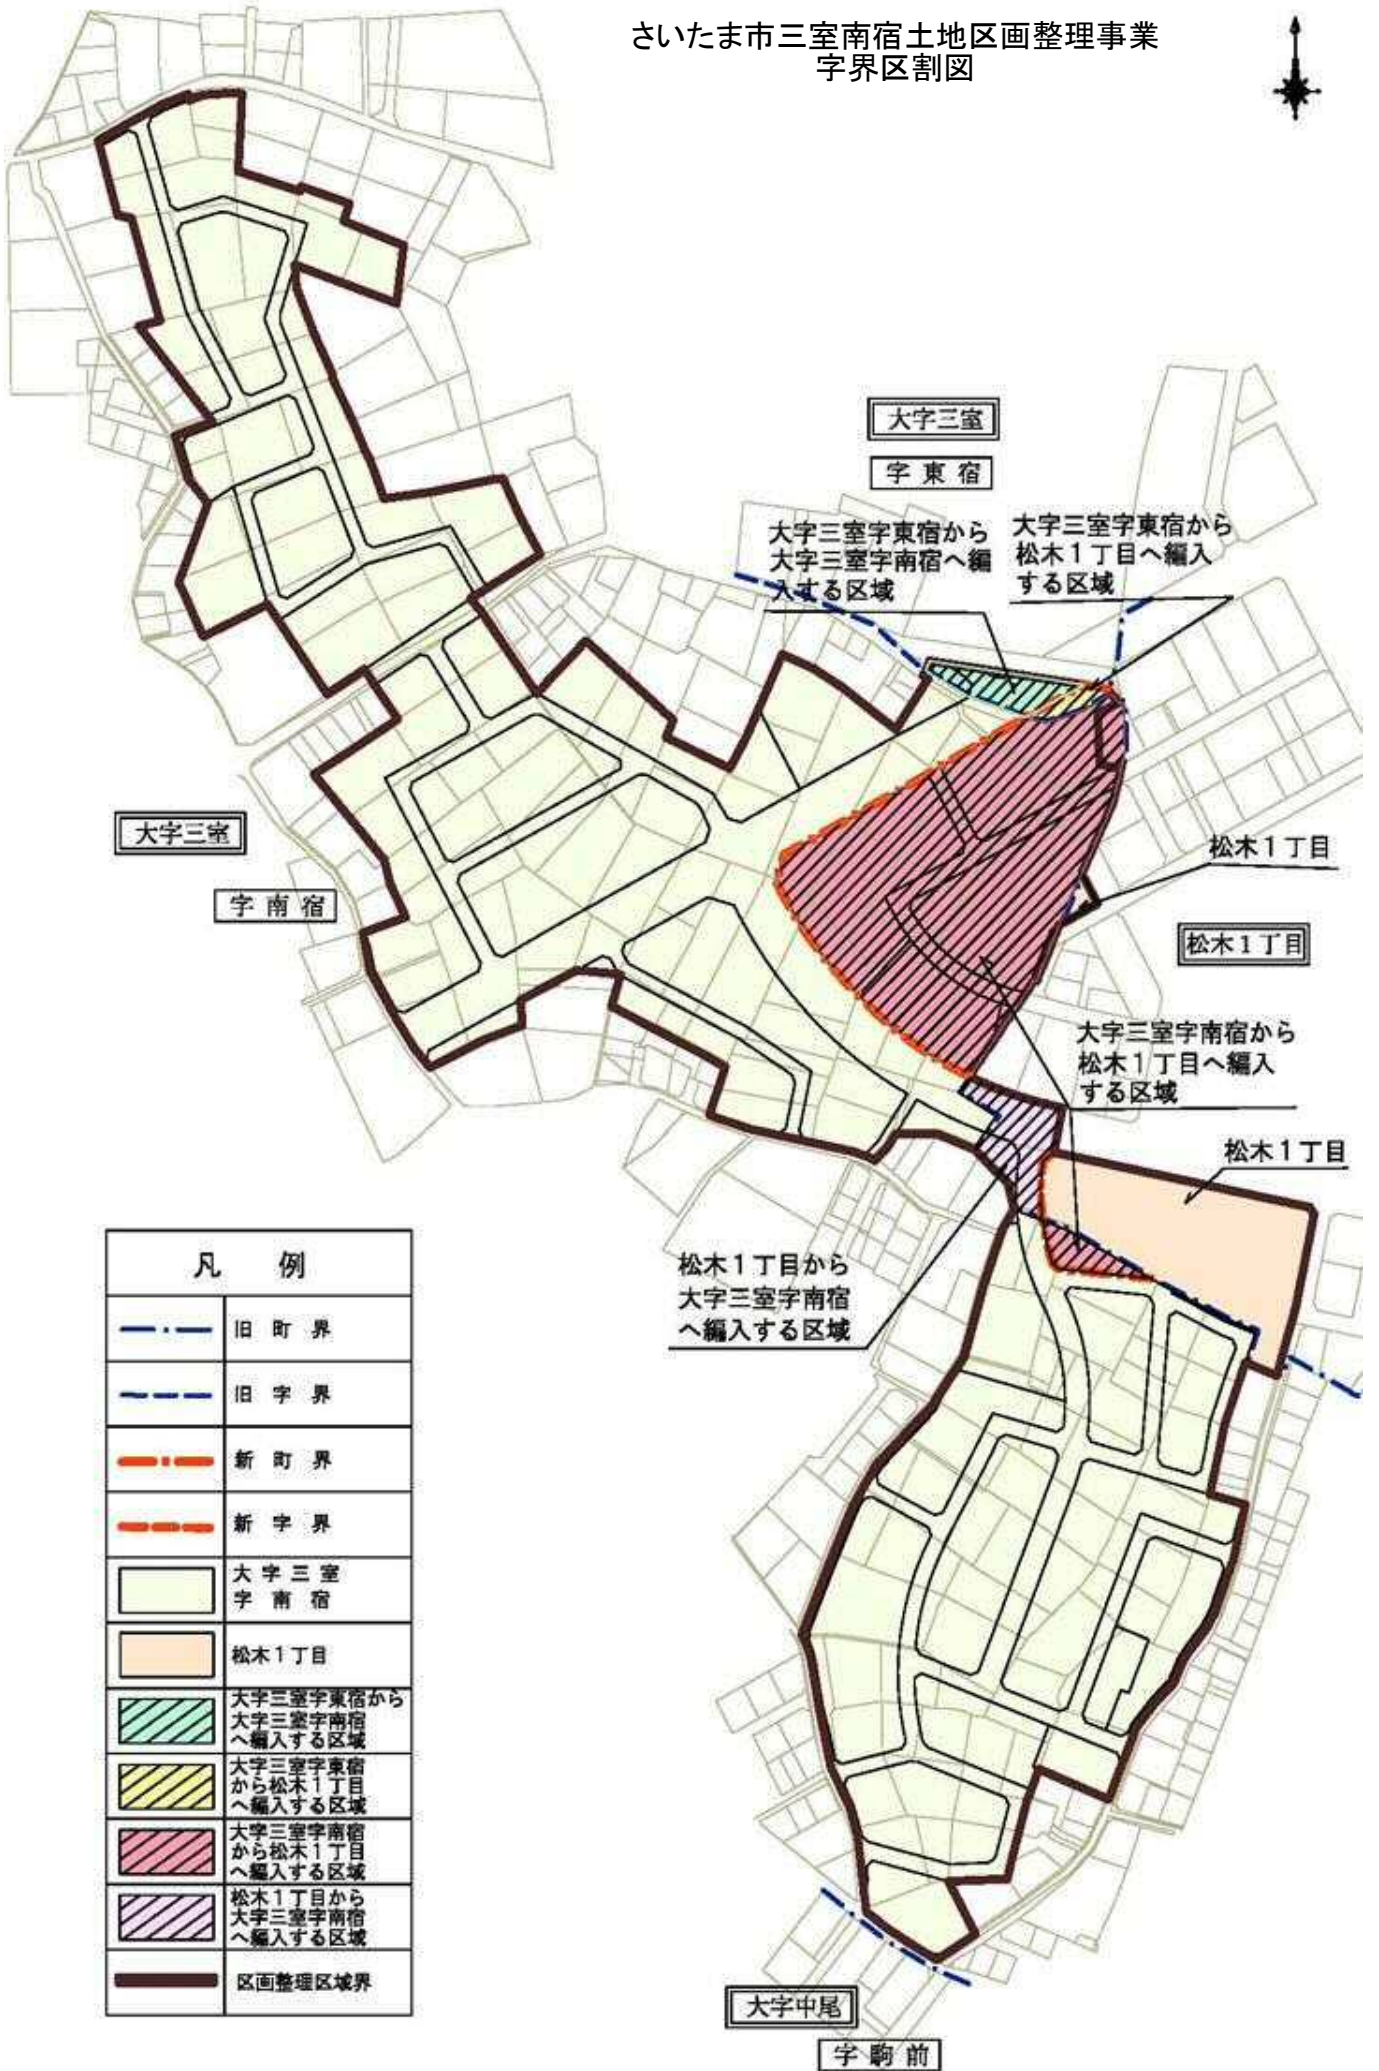 さいたま市三室南宿土地区画整理事業
字界区割図
大字三室
字東宿
大字三室字東宿から
大字三室字南宿へ編
入する区域
大字三室字東宿から
松木1丁目へ編入
する区域
大字三室
字南宿
松木1丁目
松木1丁目
大字三室字南宿から
松木1丁目へ編入
する区域
松木1丁目
松木1丁目から
大字三室字南宿
へ編入する区域
凡 例
旧 町 界
旧 字 界
新 町 界
新 字 界
大 字 三 室
字 南 宿
松木1丁目
大字三室字東宿から
大字三室字南宿
へ編入する区域
大字三室字東宿
から松木1丁目
へ編入する区域
大字三室字南宿
から松木1丁目
へ編入する区域
松木1丁目から
大字三室字南宿
へ編入する区域
区画整理区域界
大字中尾
字駒前